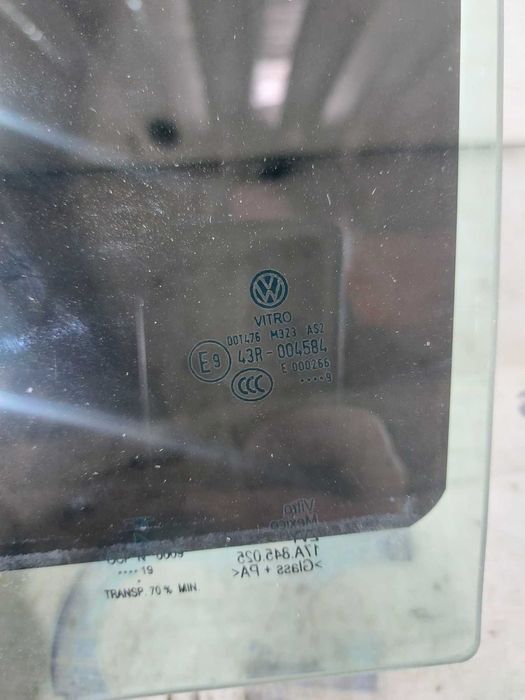 VITRO
DOT476 M323 AS2
E9 43R-004584
E 000266
CCC
....9
Vitro
Mexico
17A.845.025
>Glass + PA<
....19
TRANSP. 70% MIN.